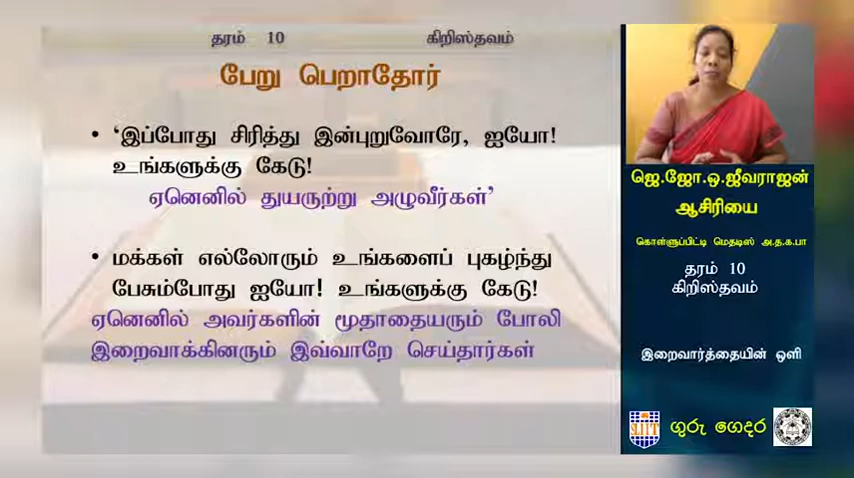 தரம் 10 கிறிஸ்தவம்
பேறு பெறாதோர்
• ‘இப்போது சிரித்து இன்புறுவோரே, ஐயோ!
உங்களுக்கு கேடு!
ஏனெனில் துயருற்று அழுவீர்கள்’
• மக்கள் எல்லோரும் உங்களைப் புகழ்ந்து
பேசும்போது ஐயோ! உங்களுக்கு கேடு!
ஏனெனில் அவர்களின் மூதாதையரும் போலி
இறைவாக்கினரும் இவ்வாறே செய்தார்கள்
ஜெ.ஜோ.ஒ.ஜீவராஜன்
ஆசிரியை
கொள்ளுப்பிட்டி மெதடிஸ் அ.த.க.பா
தரம் 10
கிறிஸ்தவம்
இறைவார்த்தையின் ஒளி
SLIIT
ගුරු ගෙදර